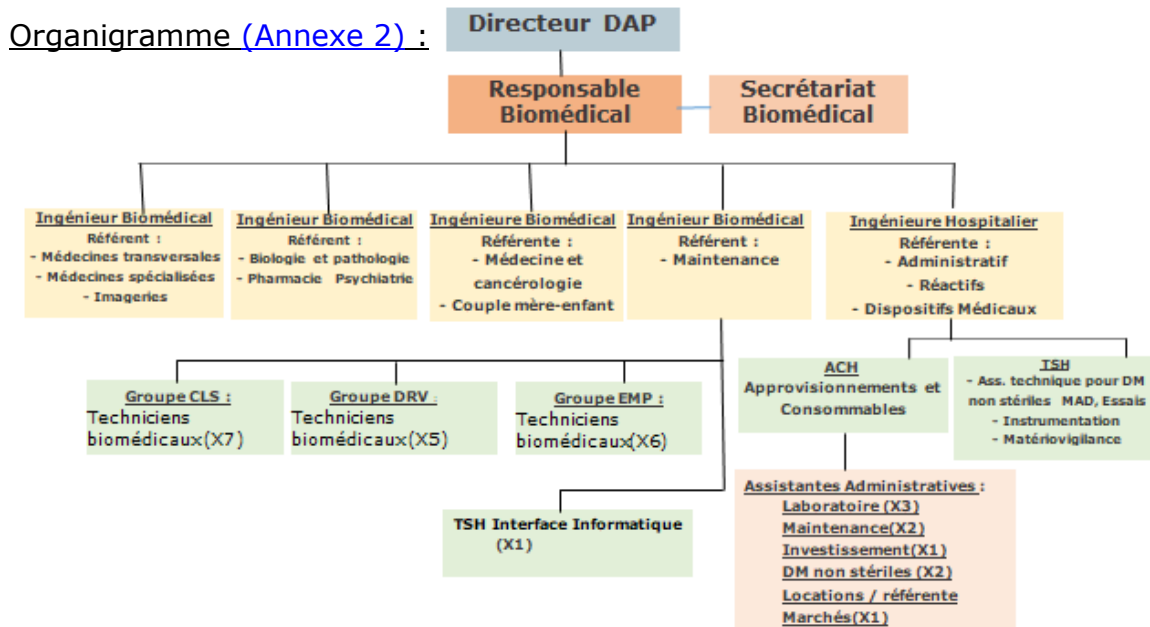 Organigramme (Annexe 2) :
Directeur DAP
Responsable
Biomédical
Secrétariat
Biomédical
Ingénieur Biomédical
Référent :
- Médecines transversales
- Médecines spécialisées
- Imageries
Ingénieur Biomédical
Référent :
- Biologie et pathologie
- Pharmacie Psychiatrie
Ingénieure Biomédical
Référente :
- Médecine et
cancérologie
- Couple mère-enfant
Ingénieur Biomédical
Référent :
- Maintenance
Ingénieure Hospitalier
Référente :
- Administratif
- Réactifs
- Dispositifs Médicaux
Groupe CLS :
Techniciens
biomédicaux(X7)
Groupe DRV :
Techniciens
biomédicaux(X5)
Groupe EMP :
Techniciens
biomédicaux(X6)
ACH
Approvisionnements et
Consommables
TSH
- Ass. technique pour DM
non stériles MAD, Essais
- Instrumentation
- Matériovigilance
TSH Interface Informatique
(X1)
Assistantes Administratives :
Laboratoire (X3)
Maintenance(X2)
Investissement(X1)
DM non stériles (X2)
Locations / référente
Marchés(X1)